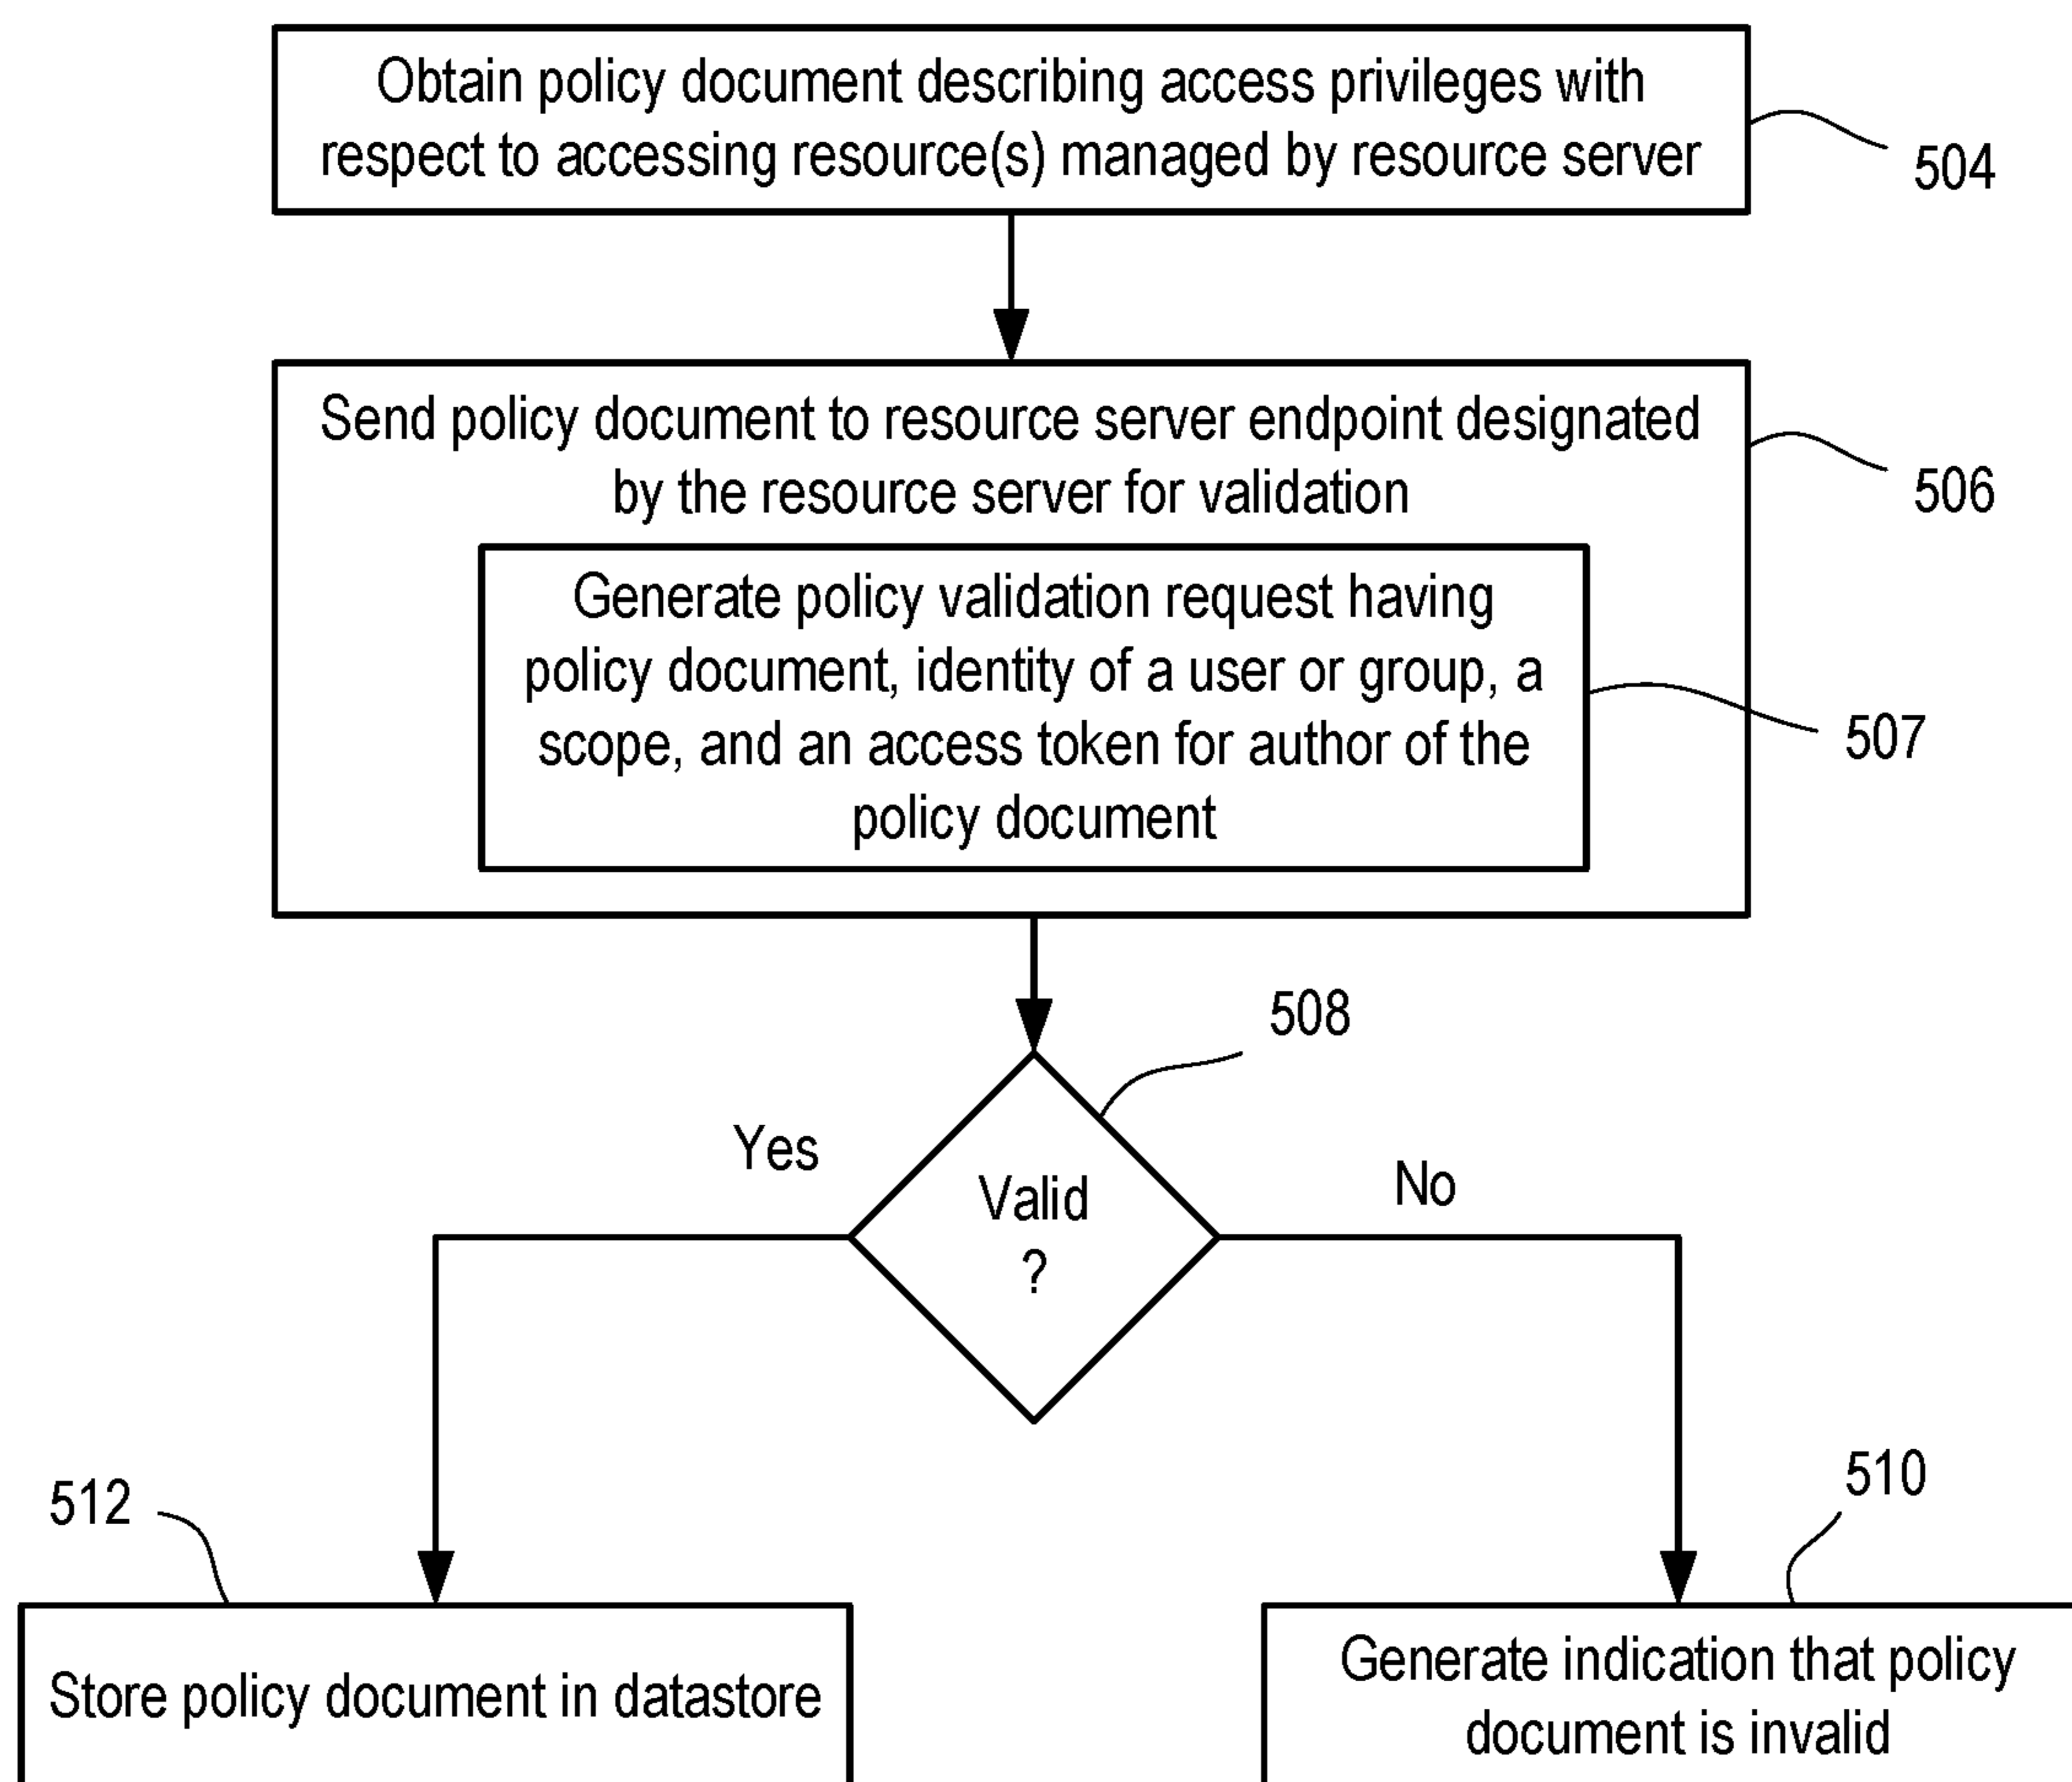 Obtain policy document describing access privileges with
respect to accessing resource(s) managed by resource server
504
Send policy document to resource server endpoint designated
by the resource server for validation
506
Generate policy validation request having
policy document, identity of a user or group, a
scope, and an access token for author of the
policy document
507
508
Yes
Valid
?
No
512
510
Store policy document in datastore
Generate indication that policy
document is invalid